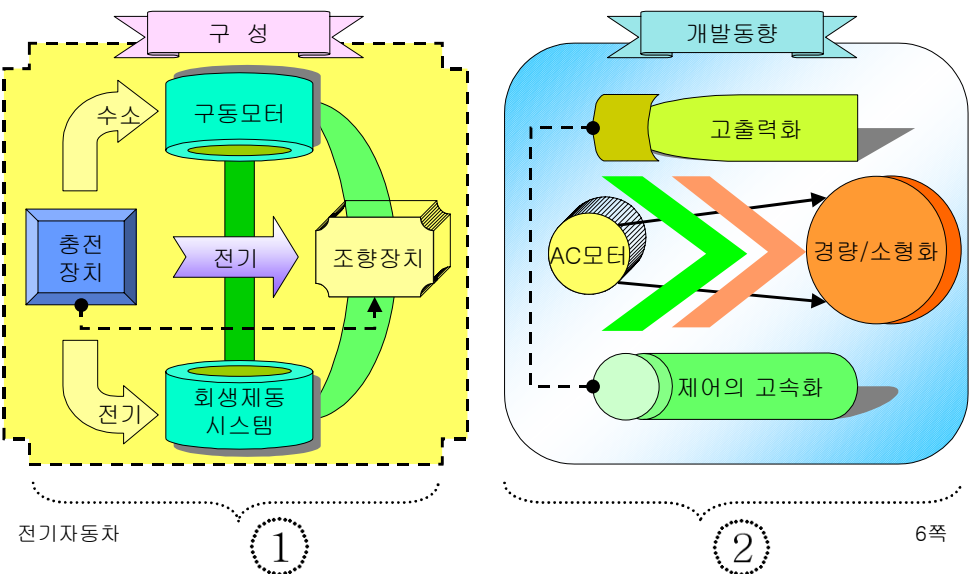 구 성
수소
구동모터
충전
장치
전기
조향장치
전기
회생제동
시스템
개발동향
고출력화
AC모터
경량/소형화
제어의 고속화
전기자동차
①
②
6쪽